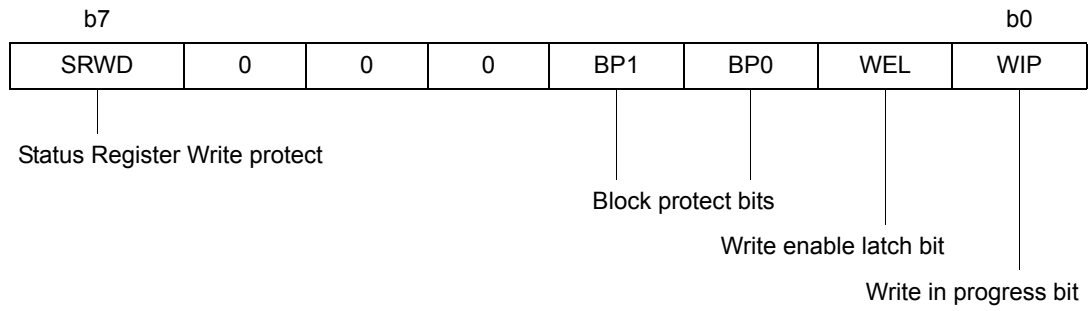 b7 b0
SRWD 0 0 0 BP1 BP0 WEL WIP
Status Register Write protect
Block protect bits
Write enable latch bit
Write in progress bit